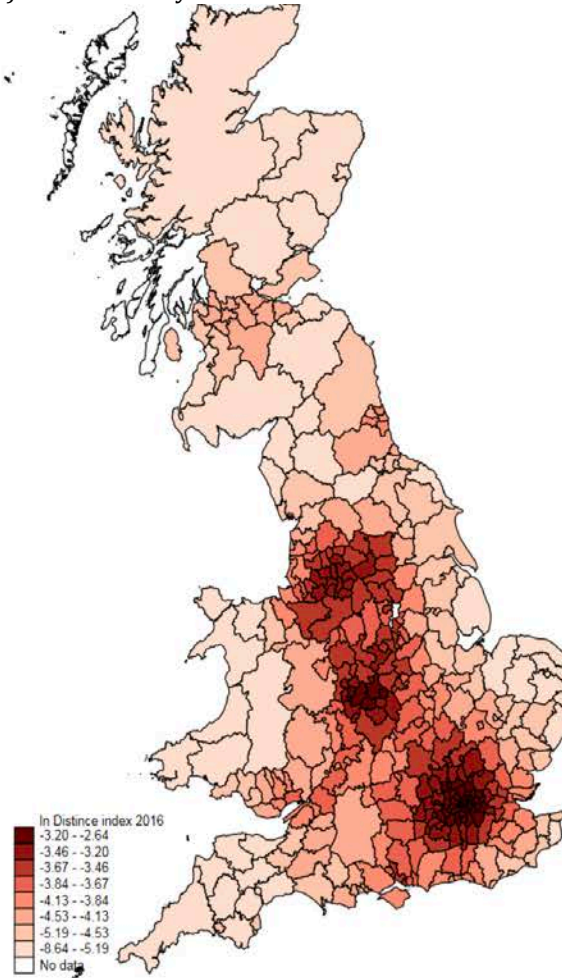 ln Distince index 2016
-3.20 - -2.64
-3.46 - -3.20
-3.67 - -3.46
-3.84 - -3.67
-4.13 - -3.84
-4.53 - -4.13
-5.19 - -4.53
-8.64 - -5.19
No data